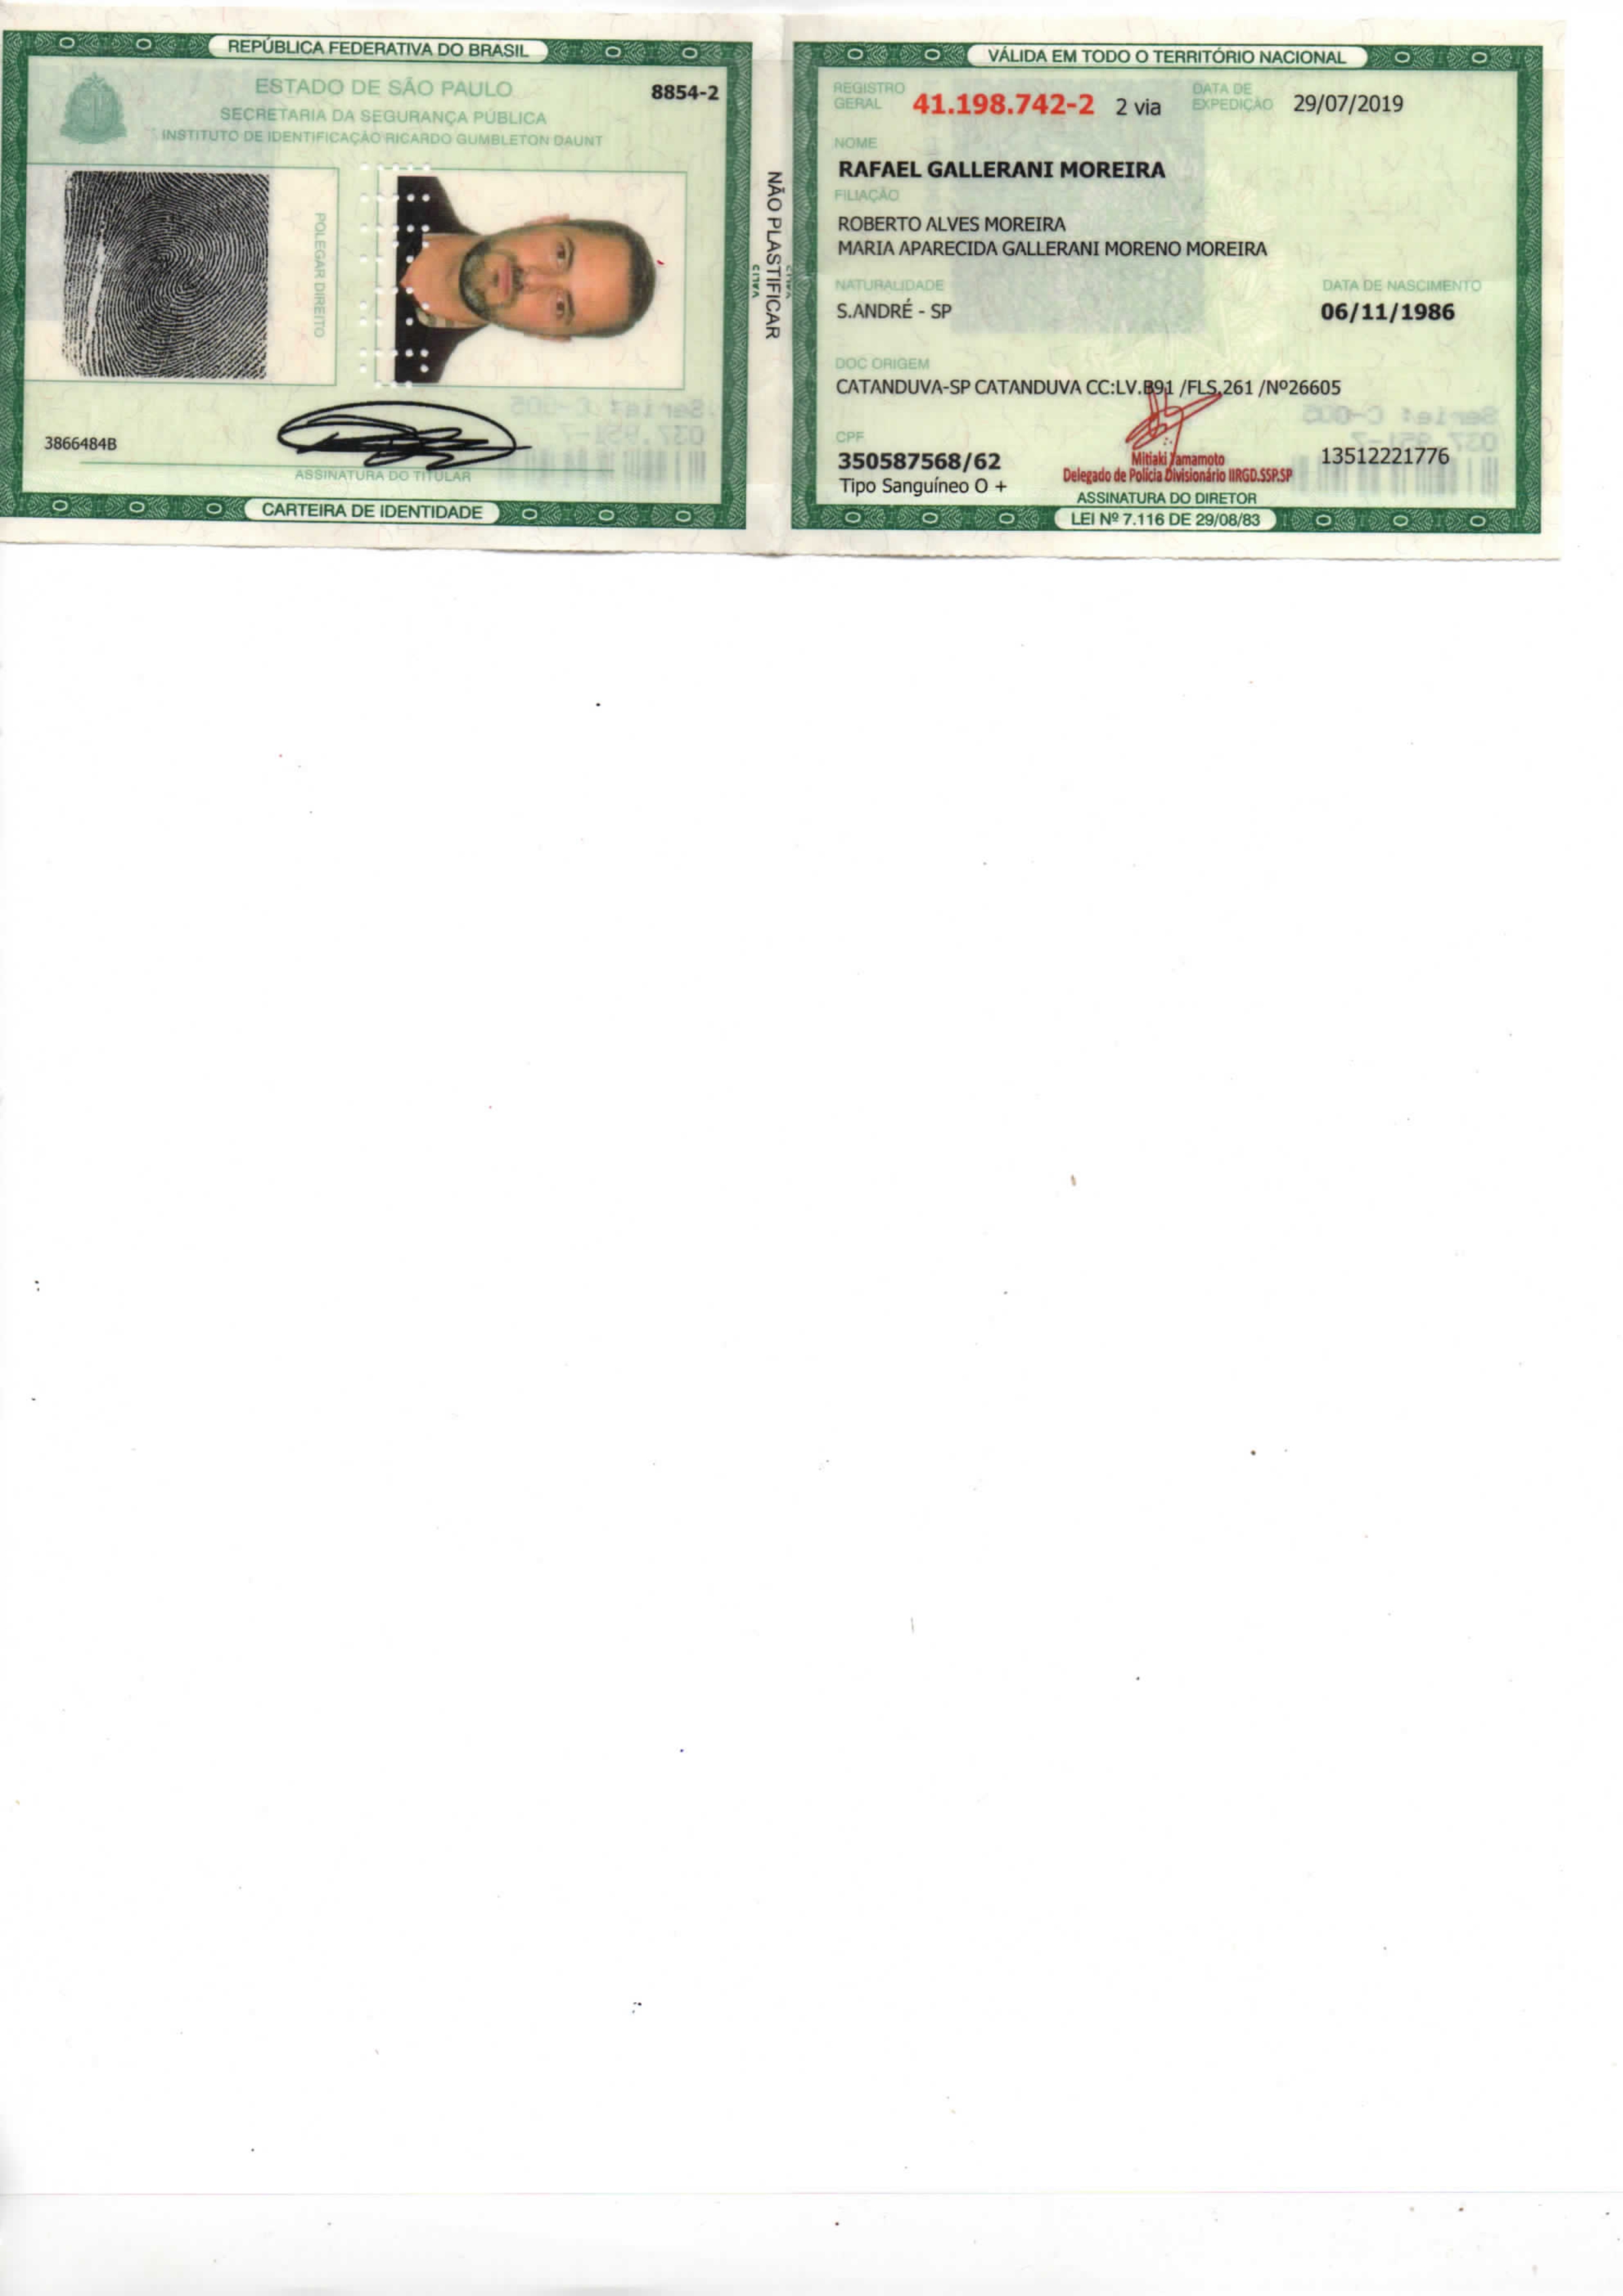 REPÚBLICA FEDERATIVA DO BRASIL
ESTADO DE SÃO PAULO
8854-2
SECRETARIA DA SEGURANÇA PÚBLICA
INSTITUTO DE IDENTIFICAÇÃO RICARDO GUMBLETON DAUNT
POLEGAR DIREITO
3866484B
ASSINATURA DO TITULAR
CARTEIRA DE IDENTIDADE
NÃO PLASTIFICAR
VÁLIDA EM TODO O TERRITÓRIO NACIONAL
REGISTRO GERAL 41.198.742-2 2 via DATA DE EXPEDIÇÃO 29/07/2019
NOME
RAFAEL GALLERANI MOREIRA
FILIAÇÃO
ROBERTO ALVES MOREIRA
MARIA APARECIDA GALLERANI MORENO MOREIRA
NATURALIDADE DATA DE NASCIMENTO
S.ANDRÉ - SP 06/11/1986
DOC ORIGEM
CATANDUVA-SP CATANDUVA CC:LV.B91 /FLS.261 /Nº26605
CPF
350587568/62 13512221776
Tipo Sanguíneo O +
Mitiaki Yamamoto
Delegado de Polícia Divisionário IIRGD.SSP.SP
ASSINATURA DO DIRETOR
LEI Nº 7.116 DE 29/08/83